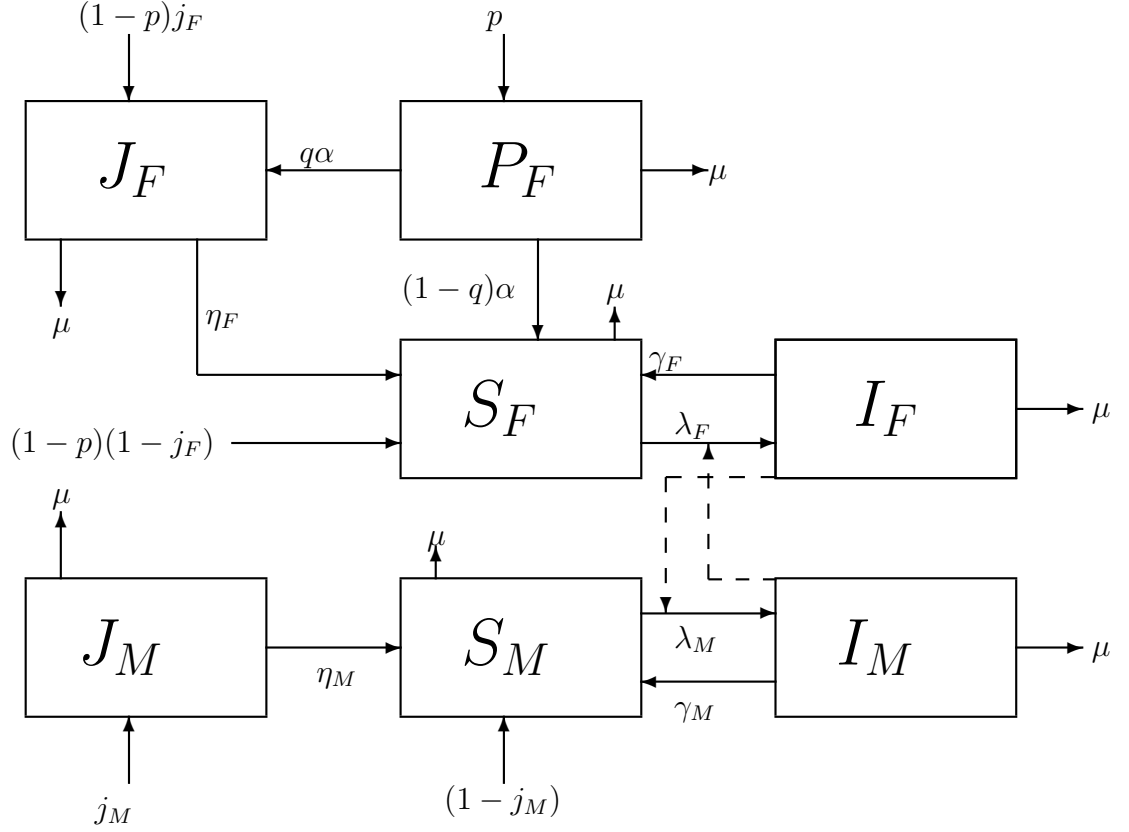 (1 − p)j_F
p
J_F
qα
P_F
μ
(1 − q)α
μ
μ
η_F
γ_F
S_F
I_F
μ
λ_F
(1 − p)(1 − j_F)
μ
μ
J_M
S_M
λ_M
I_M
μ
η_M
γ_M
j_M
(1 − j_M)